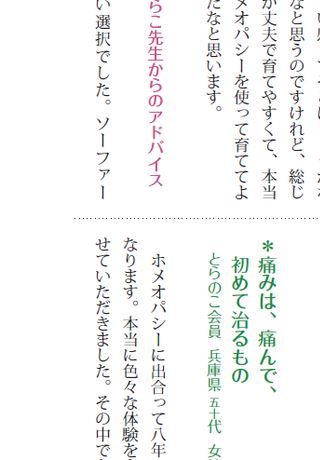 なと思うのですけれど、総じ
が丈夫で育てやすくて、本当
メオパシーを使って育ててよ
たなと思います。
らこ先生からのアドバイス
い選択でした。ソーファー
＊痛みは、痛んで、
初めて治るもの
とらのこ会員 兵庫県 五十代 女
ホメオパシーに出合って八年
なります。本当に色々な体験を
せていただきました。その中で